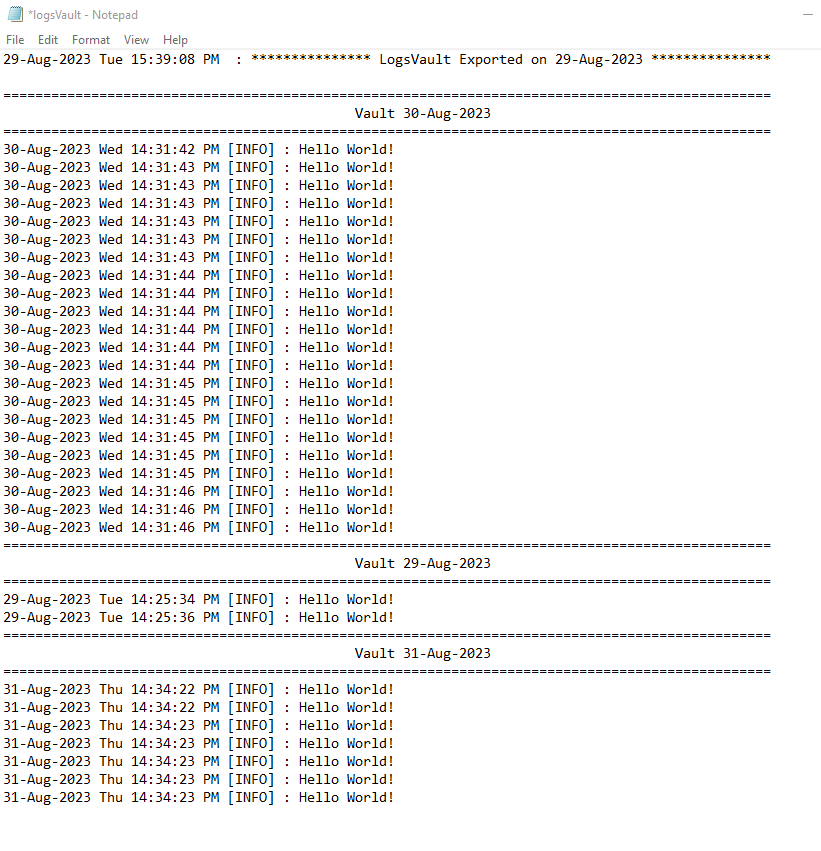 *logsVault - Notepad
File Edit Format View Help
29-Aug-2023 Tue 15:39:08 PM  : *************** LogsVault Exported on 29-Aug-2023 ***************
================================================================================================
Vault 30-Aug-2023
================================================================================================
30-Aug-2023 Wed 14:31:42 PM [INFO] : Hello World!
30-Aug-2023 Wed 14:31:43 PM [INFO] : Hello World!
30-Aug-2023 Wed 14:31:43 PM [INFO] : Hello World!
30-Aug-2023 Wed 14:31:43 PM [INFO] : Hello World!
30-Aug-2023 Wed 14:31:43 PM [INFO] : Hello World!
30-Aug-2023 Wed 14:31:43 PM [INFO] : Hello World!
30-Aug-2023 Wed 14:31:43 PM [INFO] : Hello World!
30-Aug-2023 Wed 14:31:44 PM [INFO] : Hello World!
30-Aug-2023 Wed 14:31:44 PM [INFO] : Hello World!
30-Aug-2023 Wed 14:31:44 PM [INFO] : Hello World!
30-Aug-2023 Wed 14:31:44 PM [INFO] : Hello World!
30-Aug-2023 Wed 14:31:44 PM [INFO] : Hello World!
30-Aug-2023 Wed 14:31:44 PM [INFO] : Hello World!
30-Aug-2023 Wed 14:31:45 PM [INFO] : Hello World!
30-Aug-2023 Wed 14:31:45 PM [INFO] : Hello World!
30-Aug-2023 Wed 14:31:45 PM [INFO] : Hello World!
30-Aug-2023 Wed 14:31:45 PM [INFO] : Hello World!
30-Aug-2023 Wed 14:31:45 PM [INFO] : Hello World!
30-Aug-2023 Wed 14:31:45 PM [INFO] : Hello World!
30-Aug-2023 Wed 14:31:46 PM [INFO] : Hello World!
30-Aug-2023 Wed 14:31:46 PM [INFO] : Hello World!
30-Aug-2023 Wed 14:31:46 PM [INFO] : Hello World!
================================================================================================
Vault 29-Aug-2023
================================================================================================
29-Aug-2023 Tue 14:25:34 PM [INFO] : Hello World!
29-Aug-2023 Tue 14:25:36 PM [INFO] : Hello World!
================================================================================================
Vault 31-Aug-2023
================================================================================================
31-Aug-2023 Thu 14:34:22 PM [INFO] : Hello World!
31-Aug-2023 Thu 14:34:22 PM [INFO] : Hello World!
31-Aug-2023 Thu 14:34:23 PM [INFO] : Hello World!
31-Aug-2023 Thu 14:34:23 PM [INFO] : Hello World!
31-Aug-2023 Thu 14:34:23 PM [INFO] : Hello World!
31-Aug-2023 Thu 14:34:23 PM [INFO] : Hello World!
31-Aug-2023 Thu 14:34:23 PM [INFO] : Hello World!